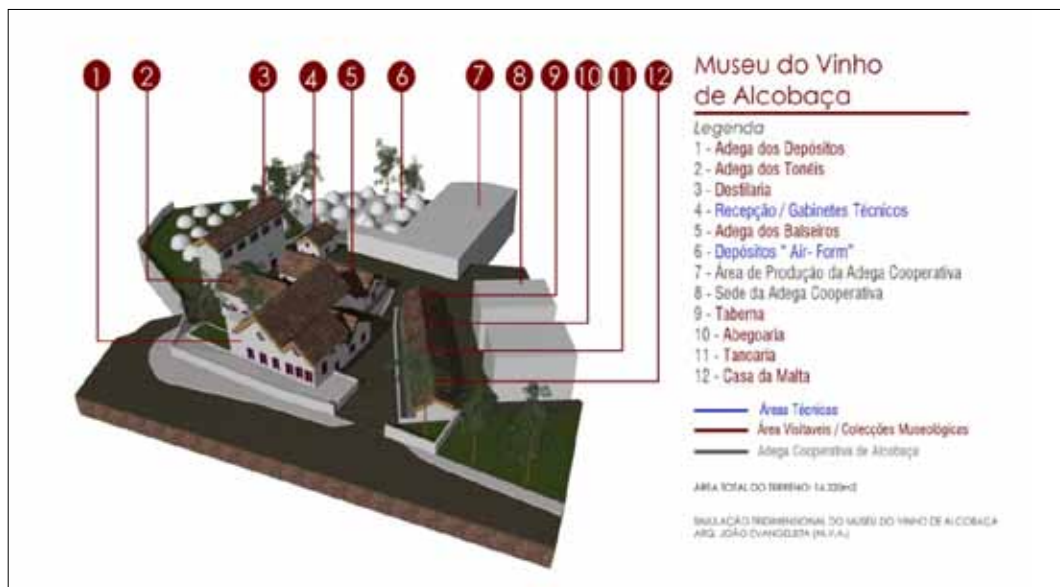 1 2 3 4 5 6 7 8 9 10 11 12
Museu do Vinho
de Alcobaça
Legenda
1 - Adega dos Depósitos
2 - Adega dos Tonéis
3 - Destilaria
4 - Recepção / Gabinetes Técnicos
5 - Adega dos Balseiros
6 - Depósitos " Air- Form"
7 - Área de Produção da Adega Cooperativa
8 - Sede da Adega Cooperativa
9 - Taberna
10 - Abegoaria
11 - Tanoaria
12 - Casa da Malta
Áreas Técnicas
Área Visitaveis / Colecções Museológicas
Adega Cooperativa de Alcobaça
ÁREA TOTAL DO TERRENO:
SIMULAÇÃO TRIDIMENSIONAL DO MUSEU DO VINHO DE ALCOBAÇA
ARQ. JOÃO EVANGELISTA (M.V.A.)